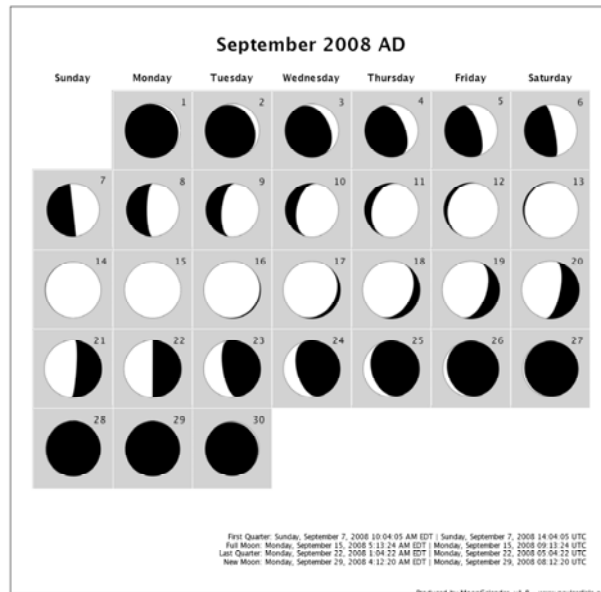 September 2008 AD
Sunday Monday Tuesday Wednesday Thursday Friday Saturday
1 2 3 4 5 6
7 8 9 10 11 12 13
14 15 16 17 18 19 20
21 22 23 24 25 26 27
28 29 30
First Quarter: Sunday, September 7, 2008 10:04:05 AM EDT | Sunday, September 7, 2008 14:04:05 UTC
Full Moon: Monday, September 15, 2008 5:13:24 AM EDT | Monday, September 15, 2008 09:13:24 UTC
Last Quarter: Monday, September 22, 2008 1:04:22 AM EDT | Monday, September 22, 2008 05:04:22 UTC
New Moon: Monday, September 29, 2008 4:12:20 AM EDT | Monday, September 29, 2008 08:12:20 UTC